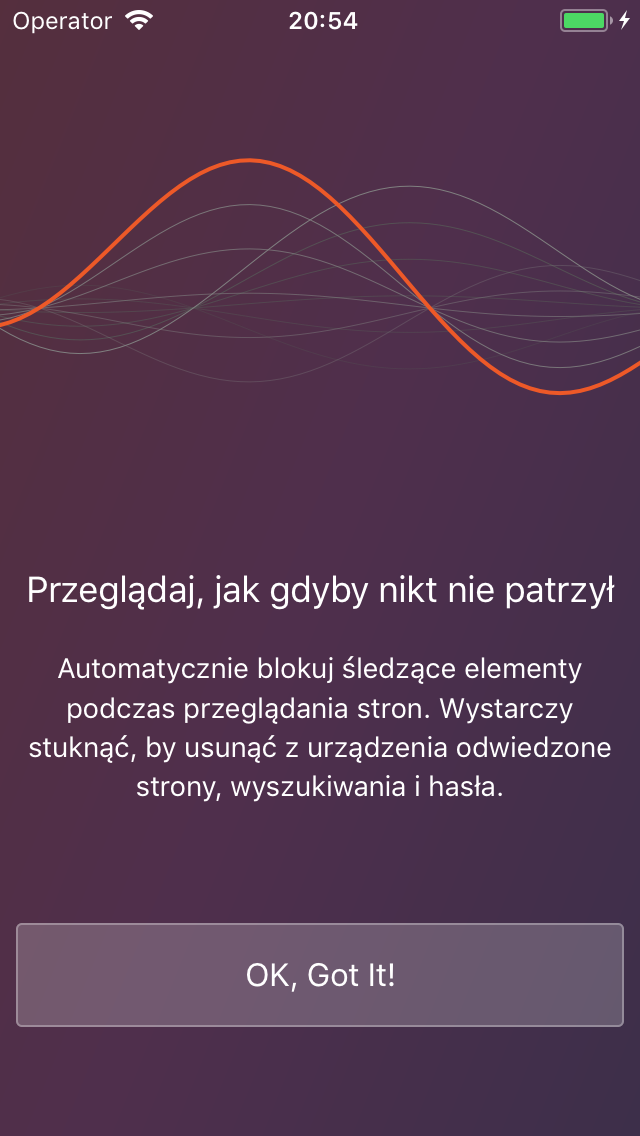 Operator
20:54
Przeglądaj, jak gdyby nikt nie patrzył
Automatycznie blokuj śledzące elementy
podczas przeglądania stron. Wystarczy
stuknąć, by usunąć z urządzenia odwiedzone
strony, wyszukiwania i hasła.
OK, Got It!